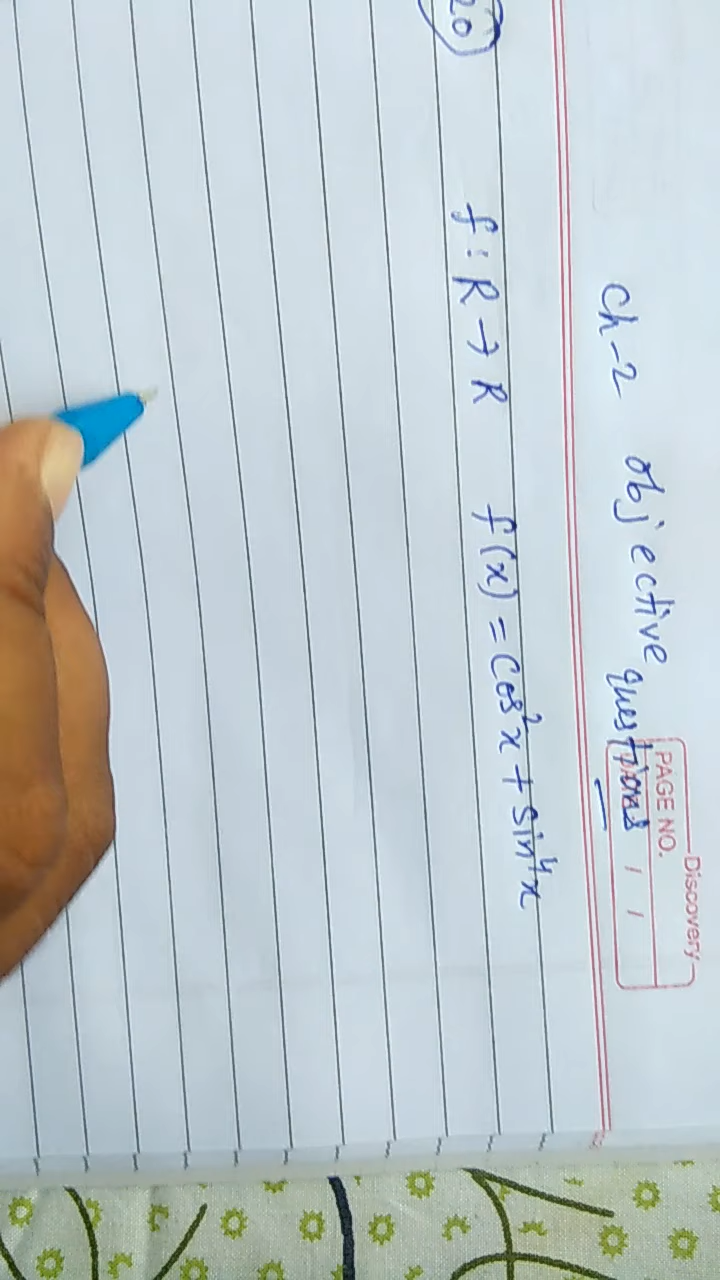 Discovery
PAGE NO.
Ch-2 objective questions
20 f : R → R f(x) = Cos²x + sin⁴x